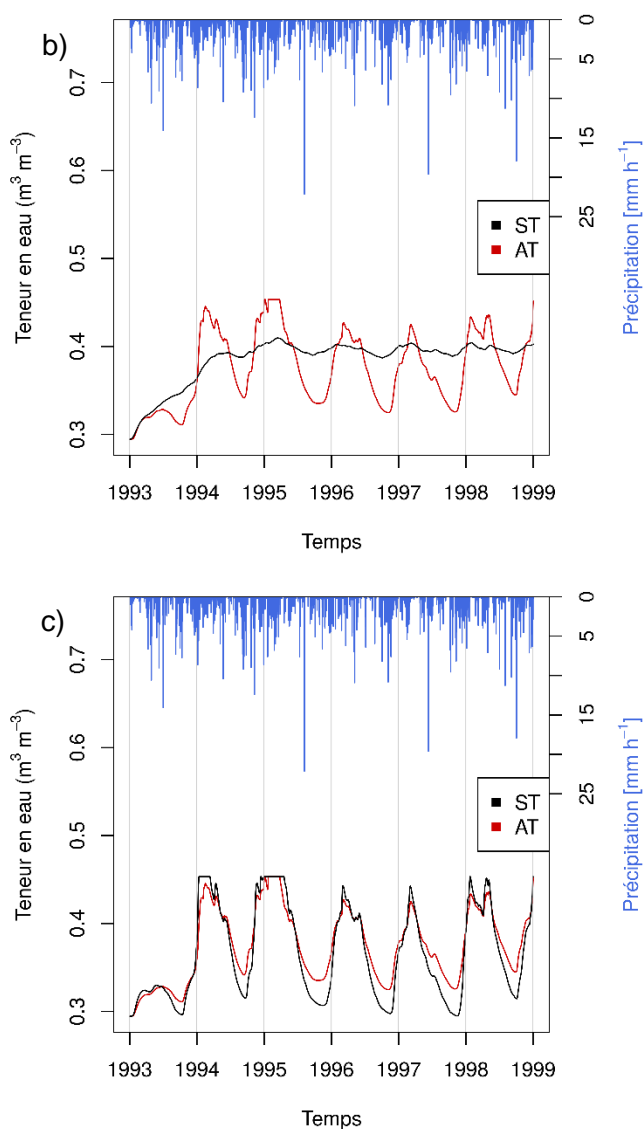 b)
Teneur en eau (m³ m⁻³)
0.3 0.4 0.5 0.6 0.7
0 5 15 25
Précipitation [mm h⁻¹]
ST
AT
1993 1994 1995 1996 1997 1998 1999
Temps
c)
Teneur en eau (m³ m⁻³)
0.3 0.4 0.5 0.6 0.7
0 5 15 25
Précipitation [mm h⁻¹]
ST
AT
1993 1994 1995 1996 1997 1998 1999
Temps